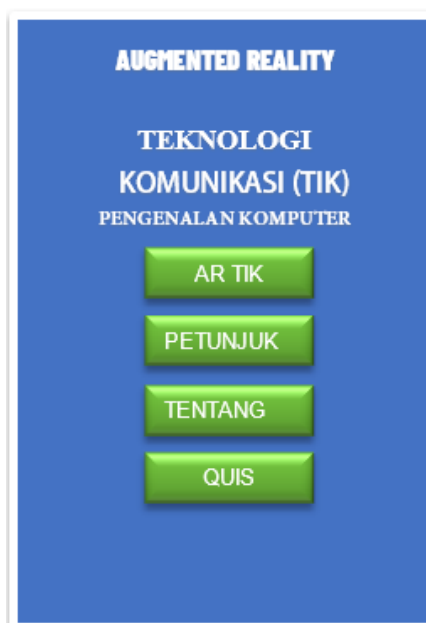 AUGMENTED REALITY
TEKNOLOGI
KOMUNIKASI (TIK)
PENGENALAN KOMPUTER
AR TIK
PETUNJUK
TENTANG
QUIS